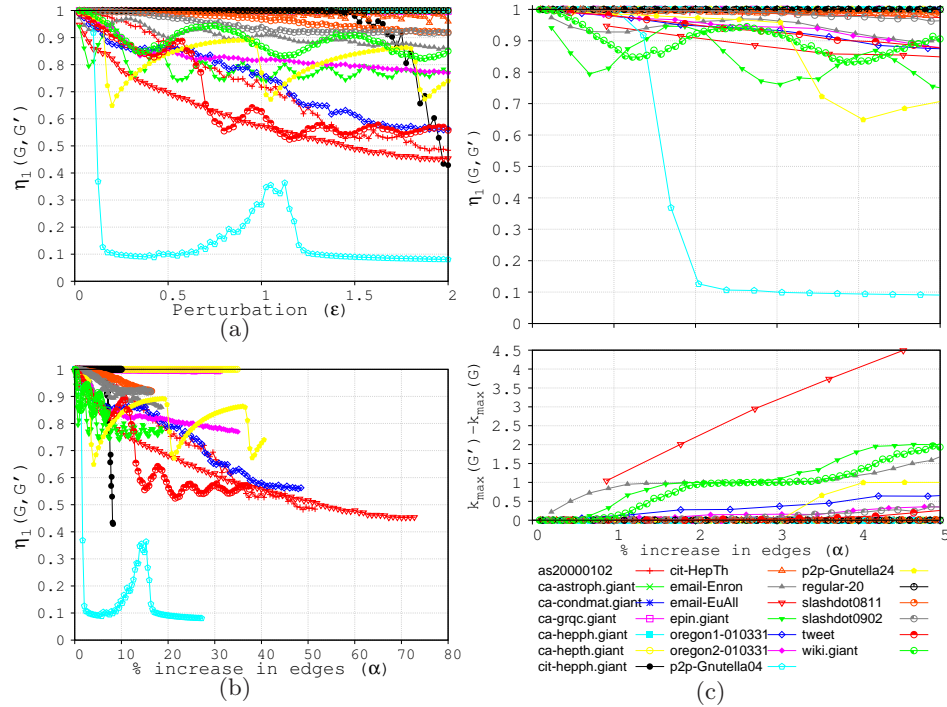 1
0.9
0.8
0.7
0.6
0.5
0.4
0.3
0.2
0.1
0
η1 (G,G′)
0 0.5 1 1.5 2
Perturbation (ε)
(a)
1
0.9
0.8
0.7
0.6
0.5
0.4
0.3
0.2
0.1
0
η1 (G,G′)
0 10 20 30 40 50 60 70 80
% increase in edges (α)
(b)
1
0.9
0.8
0.7
0.6
0.5
0.4
0.3
0.2
0.1
0
η1 (G,G′)
4.5
4
3.5
3
2.5
2
1.5
1
0.5
0
kmax(G′) −kmax(G)
0 1 2 3 4 5
% increase in edges (α)
as20000102 cit-HepTh p2p-Gnutella24
ca-astroph.giant email-Enron regular-20
ca-condmat.giant email-EuAll slashdot0811
ca-grqc.giant epin.giant slashdot0902
ca-hepph.giant oregon1-010331 tweet
ca-hepth.giant oregon2-010331 wiki.giant
cit-hepph.giant p2p-Gnutella04
(c)